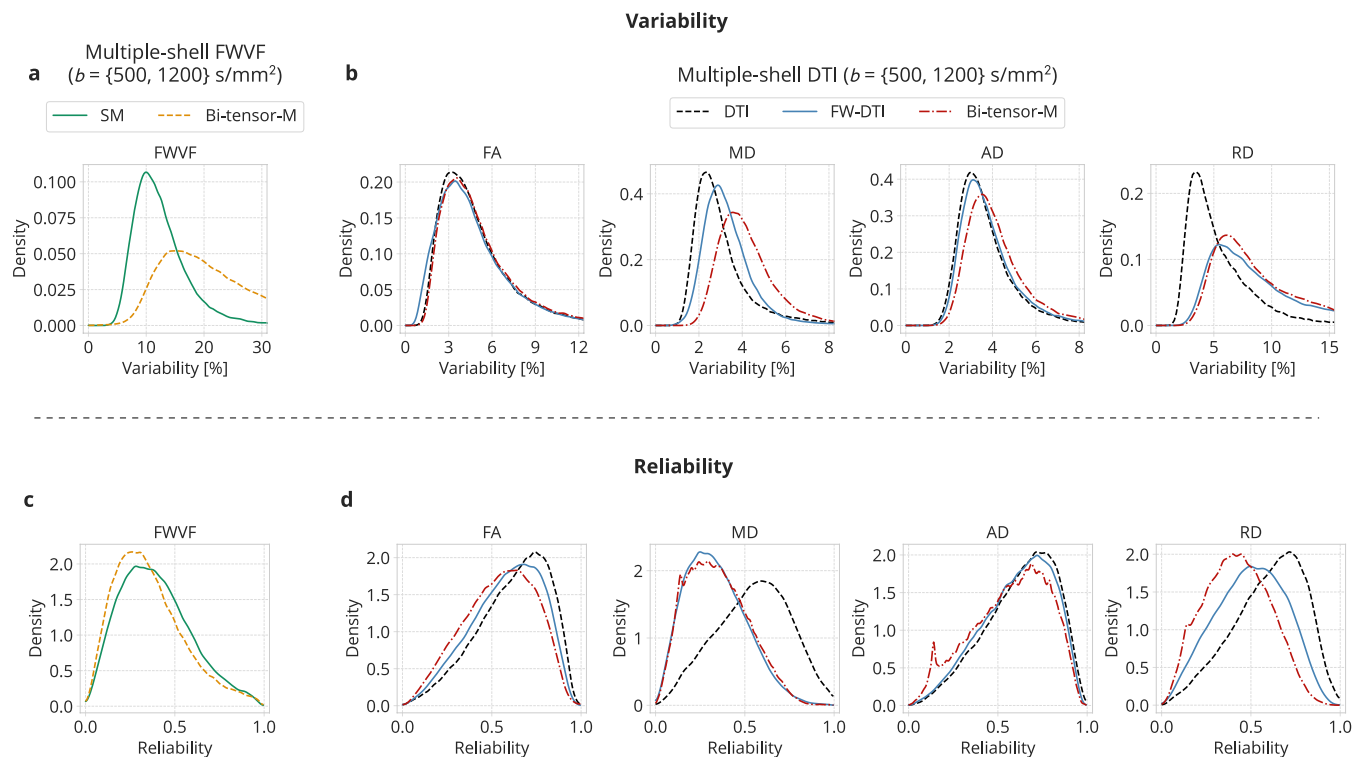 Variability
a
Multiple-shell FWVF
(b = {500, 1200} s/mm²)
SM
Bi-tensor-M
FWVF
Density
0.100
0.075
0.050
0.025
0.000
0 10 20 30
Variability [%]
b
Multiple-shell DTI (b = {500, 1200} s/mm²)
DTI
FW-DTI
Bi-tensor-M
FA
Density
0.20
0.15
0.10
0.05
0.00
0 3 6 9 12
Variability [%]
MD
Density
0.4
0.2
0.0
0 2 4 6 8
Variability [%]
AD
Density
0.4
0.3
0.2
0.1
0.0
0 2 4 6 8
Variability [%]
RD
Density
0.2
0.1
0.0
0 5 10 15
Variability [%]
Reliability
c
FWVF
Density
2.0
1.5
1.0
0.5
0.0
0.0 0.5 1.0
Reliability
d
FA
Density
2.0
1.5
1.0
0.5
0.0
0.0 0.5 1.0
Reliability
MD
Density
2
1
0
0.0 0.5 1.0
Reliability
AD
Density
2.0
1.5
1.0
0.5
0.0
0.0 0.5 1.0
Reliability
RD
Density
2.0
1.5
1.0
0.5
0.0
0.0 0.5 1.0
Reliability